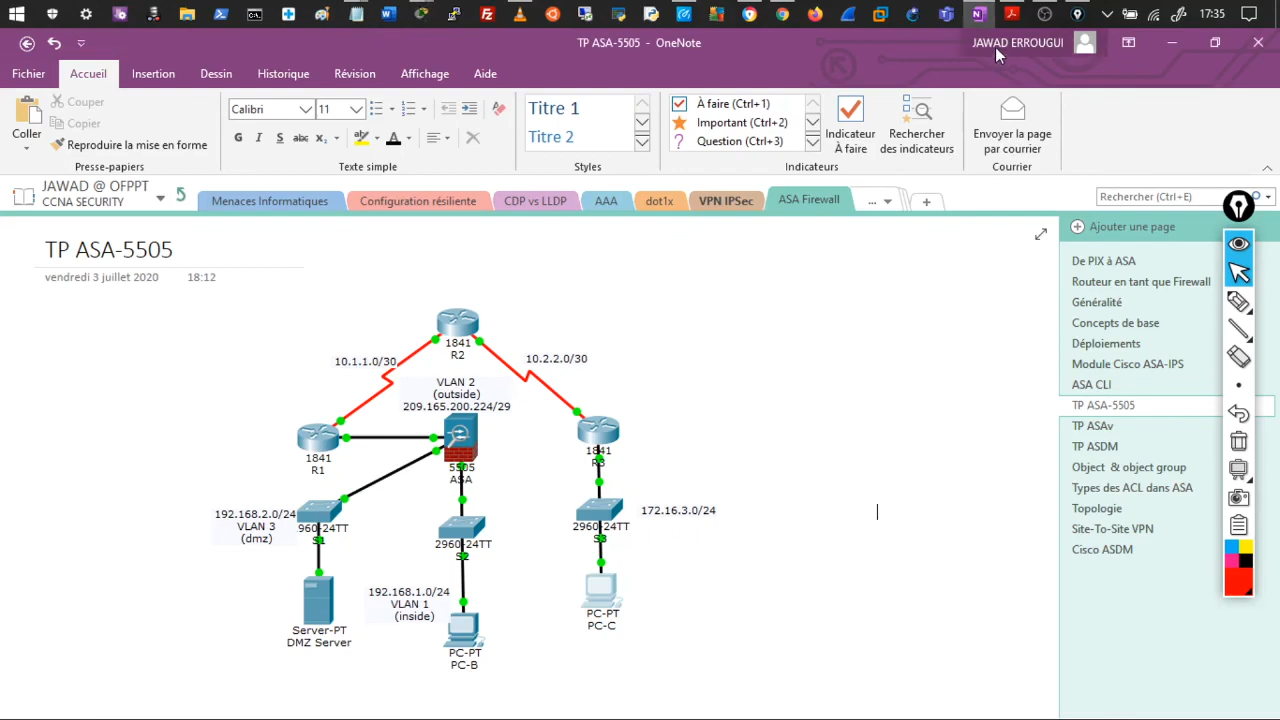 17:35
TP ASA-5505 - OneNote
JAWAD ERROUGUI
Fichier
Accueil
Insertion
Dessin
Historique
Révision
Affichage
Aide
Coller
Couper
Copier
Reproduire la mise en forme
Presse-papiers
Calibri
11
G I S abc x₂
A
Texte simple
Titre 1
Titre 2
Styles
À faire (Ctrl+1)
Important (Ctrl+2)
Question (Ctrl+3)
Indicateur
À faire
Rechercher
des indicateurs
Indicateurs
Envoyer la page
par courrier
Courrier
JAWAD @ OFPPT
CCNA SECURITY
Menaces Informatiques
Configuration résiliente
CDP vs LLDP
AAA
dot1x
VPN IPSec
ASA Firewall
...
Rechercher (Ctrl+E)
TP ASA-5505
vendredi 3 juillet 2020 18:12
1841
R2
10.1.1.0/30
10.2.2.0/30
VLAN 2
(outside)
209.165.200.224/29
1841
R1
5505
ASA
1841
R3
192.168.2.0/24
VLAN 3
(dmz)
2960-24TT
S1
2960-24TT
S2
2960-24TT
S3
172.16.3.0/24
192.168.1.0/24
VLAN 1
(inside)
Server-PT
DMZ Server
PC-PT
PC-B
PC-PT
PC-C
Ajouter une page
De PIX à ASA
Routeur en tant que Firewall
Généralité
Concepts de base
Déploiements
Module Cisco ASA-IPS
ASA CLI
TP ASA-5505
TP ASAv
TP ASDM
Object & object group
Types des ACL dans ASA
Topologie
Site-To-Site VPN
Cisco ASDM